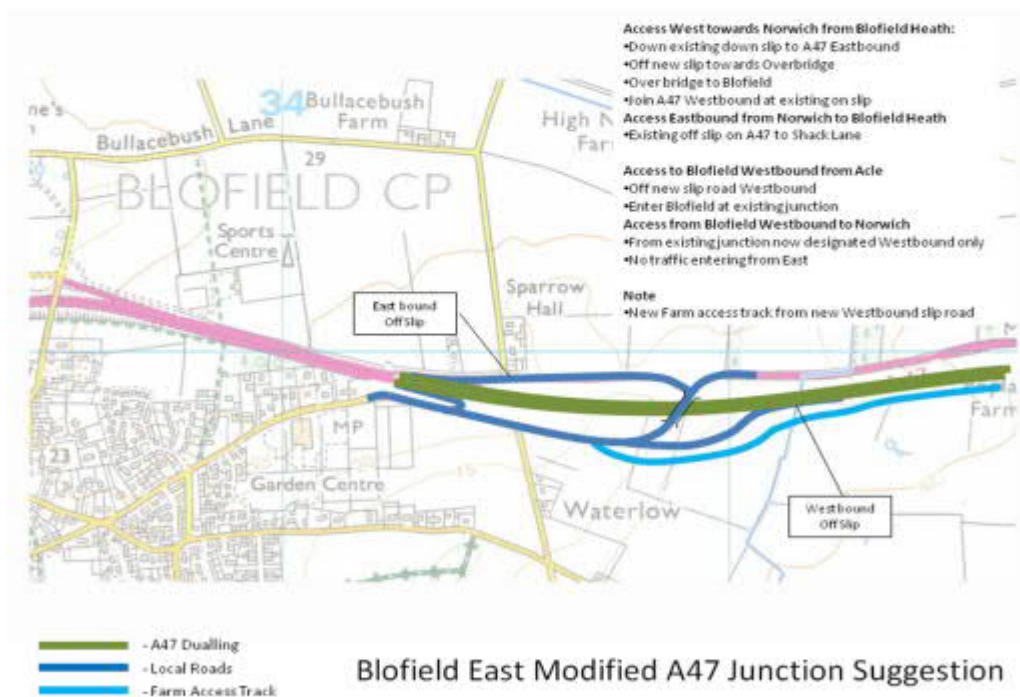 Access West towards Norwich from Blofield Heath:
•Down existing down slip to A47 Eastbound
•Off new slip towards Overbridge
•Over bridge to Blofield
•Join A47 Westbound at existing on slip
Access Eastbound from Norwich to Blofield Heath
•Existing off slip on A47 to Shack Lane
Access to Blofield Westbound from Acle
•Off new slip road Westbound
•Enter Blofield at existing junction
Access from Blofield Westbound to Norwich
•From existing junction now designated Westbound only
•No traffic entering from East
Note
•New Farm access track from new Westbound slip road
34
Bullacebush
Farm
Bullacebush Lane
29
High
BLOFIELD CP
Sports
Centre
East bound
Off Slip
Sparrow
Hall
MP
23
15
Garden Centre
Waterlow
Farm
Westbound
Off Slip
- A47 Dualling
- Local Roads
- Farm Access Track
Blofield East Modified A47 Junction Suggestion